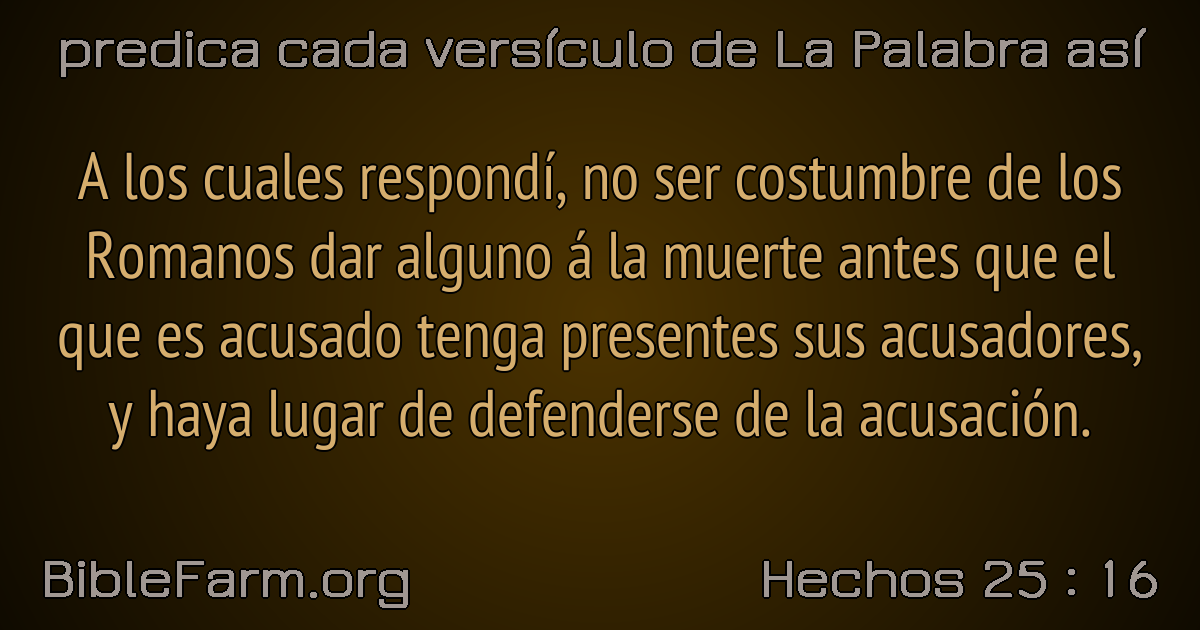 predica cada versículo de La Palabra así
A los cuales respondí, no ser costumbre de los
Romanos dar alguno á la muerte antes que el
que es acusado tenga presentes sus acusadores,
y haya lugar de defenderse de la acusación.
BibleFarm.org
Hechos 25 : 16